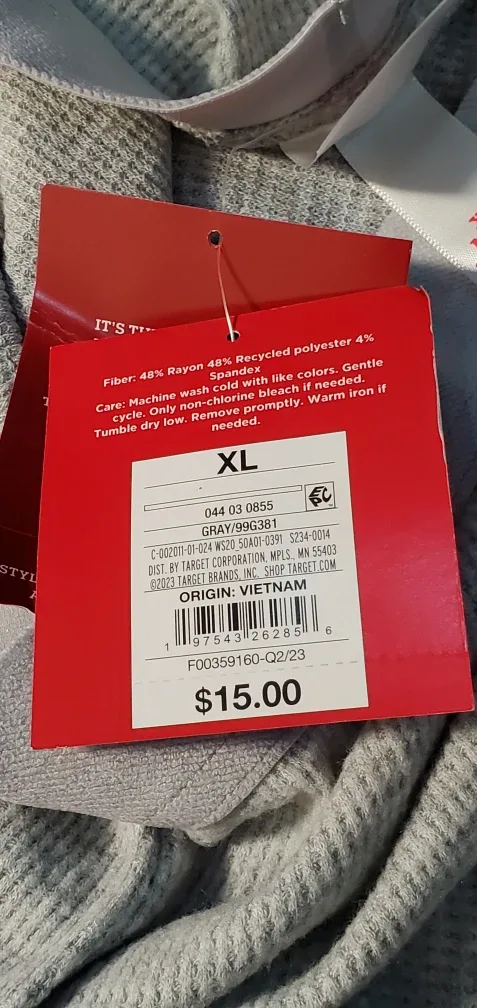 IT'S
Fiber: 48% Rayon 48% Recycled polyester 4%
Spandex
Care: Machine wash cold with like colors. Gentle
cycle. Only non-chlorine bleach if needed.
Tumble dry low. Remove promptly. Warm iron if
needed.
XL
EPC
044 03 0855
GRAY/99G381
C-002011-01-024 WS20_50A01-0391 S234-0014
DIST. BY TARGET CORPORATION, MPLS., MN 55403
©2023 TARGET BRANDS, INC. SHOP TARGET.COM
ORIGIN: VIETNAM
1 97543 26285 6
F00359160-Q2/23
$15.00